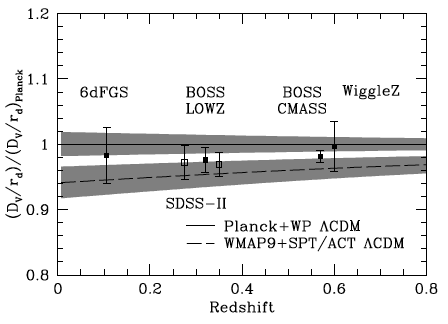 1.2
1.1
1
0.9
0.8
(D_V/r_d)/(D_V/r_d)_Planck
6dFGS
BOSS
LOWZ
BOSS
CMASS
WiggleZ
SDSS-II
Planck+WP ΛCDM
WMAP9+SPT/ACT ΛCDM
0 0.2 0.4 0.6 0.8
Redshift